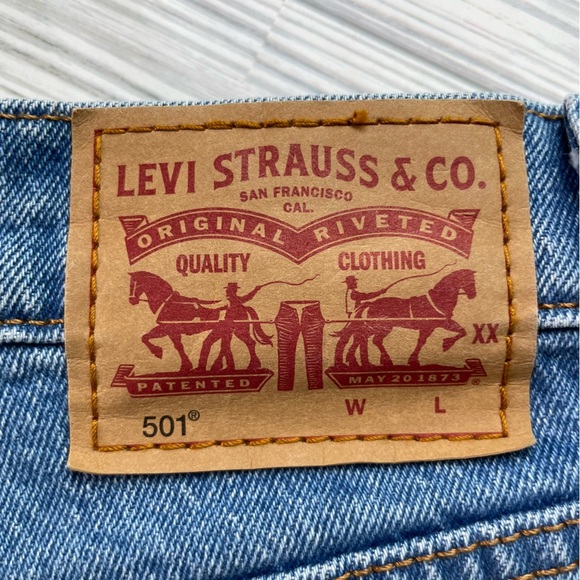 LEVI STRAUSS & CO.
SAN FRANCISCO
CAL.
ORIGINAL RIVETED
QUALITY CLOTHING
XX
PATENTED MAY 20 1873
W L
501®